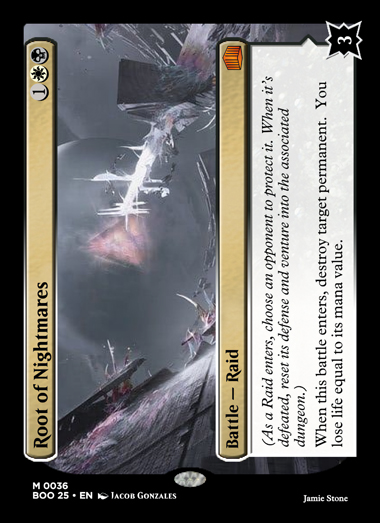 Root of Nightmares 1
Battle – Raid
(As a Raid enters, choose an opponent to protect it. When it's
defeated, reset its defense and venture into the associated
dungeon.)
When this battle enters, destroy target permanent. You
lose life equal to its mana value.
3
M 0036
BOO 25 • EN Jacob Gonzales
Jamie Stone